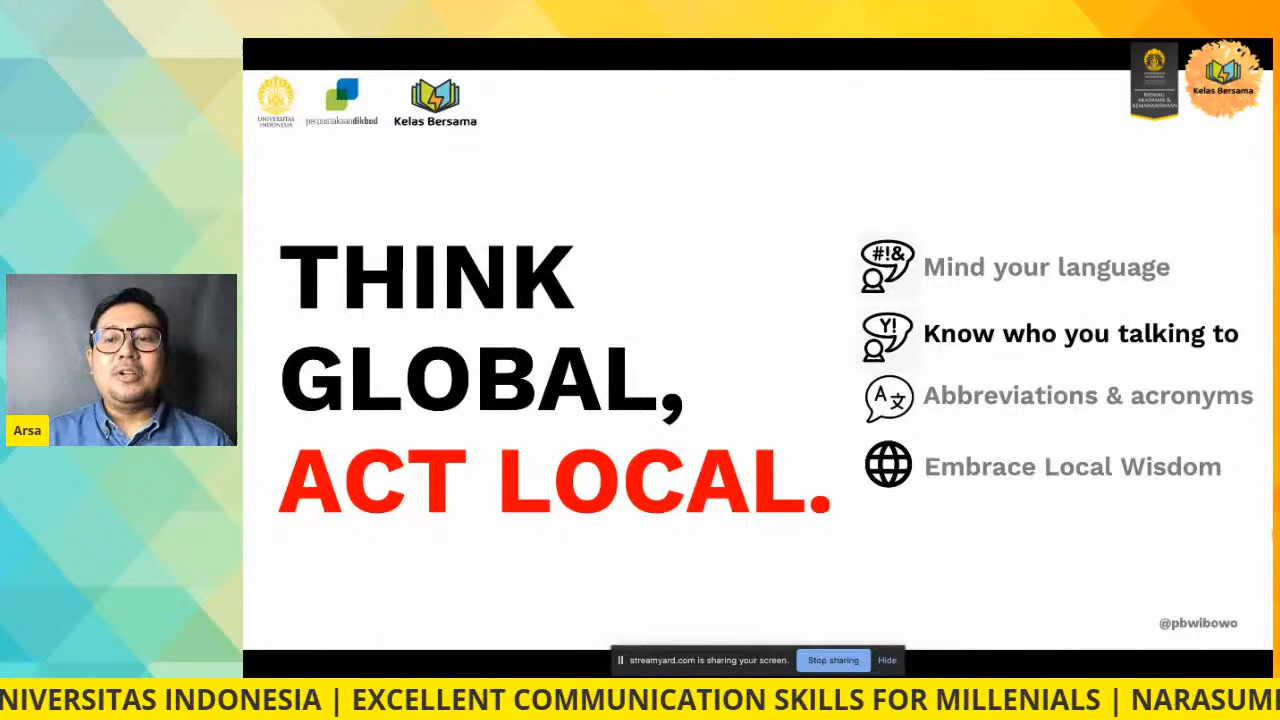 UNIVERSITAS
INDONESIA
perpustakaandikbud
Kelas Bersama
UNIVERSITAS
INDONESIA
BIDANG
AKADEMIK &
KEMAHASISWAAN
Kelas Bersama
THINK
GLOBAL,
ACT LOCAL.
#!& Mind your language
Y! Know who you talking to
A文 Abbreviations & acronyms
Embrace Local Wisdom
Arsa
@pbwibowo
streamyard.com is sharing your screen. Stop sharing Hide
NIVERSITAS INDONESIA | EXCELLENT COMMUNICATION SKILLS FOR MILLENIALS | NARASUM